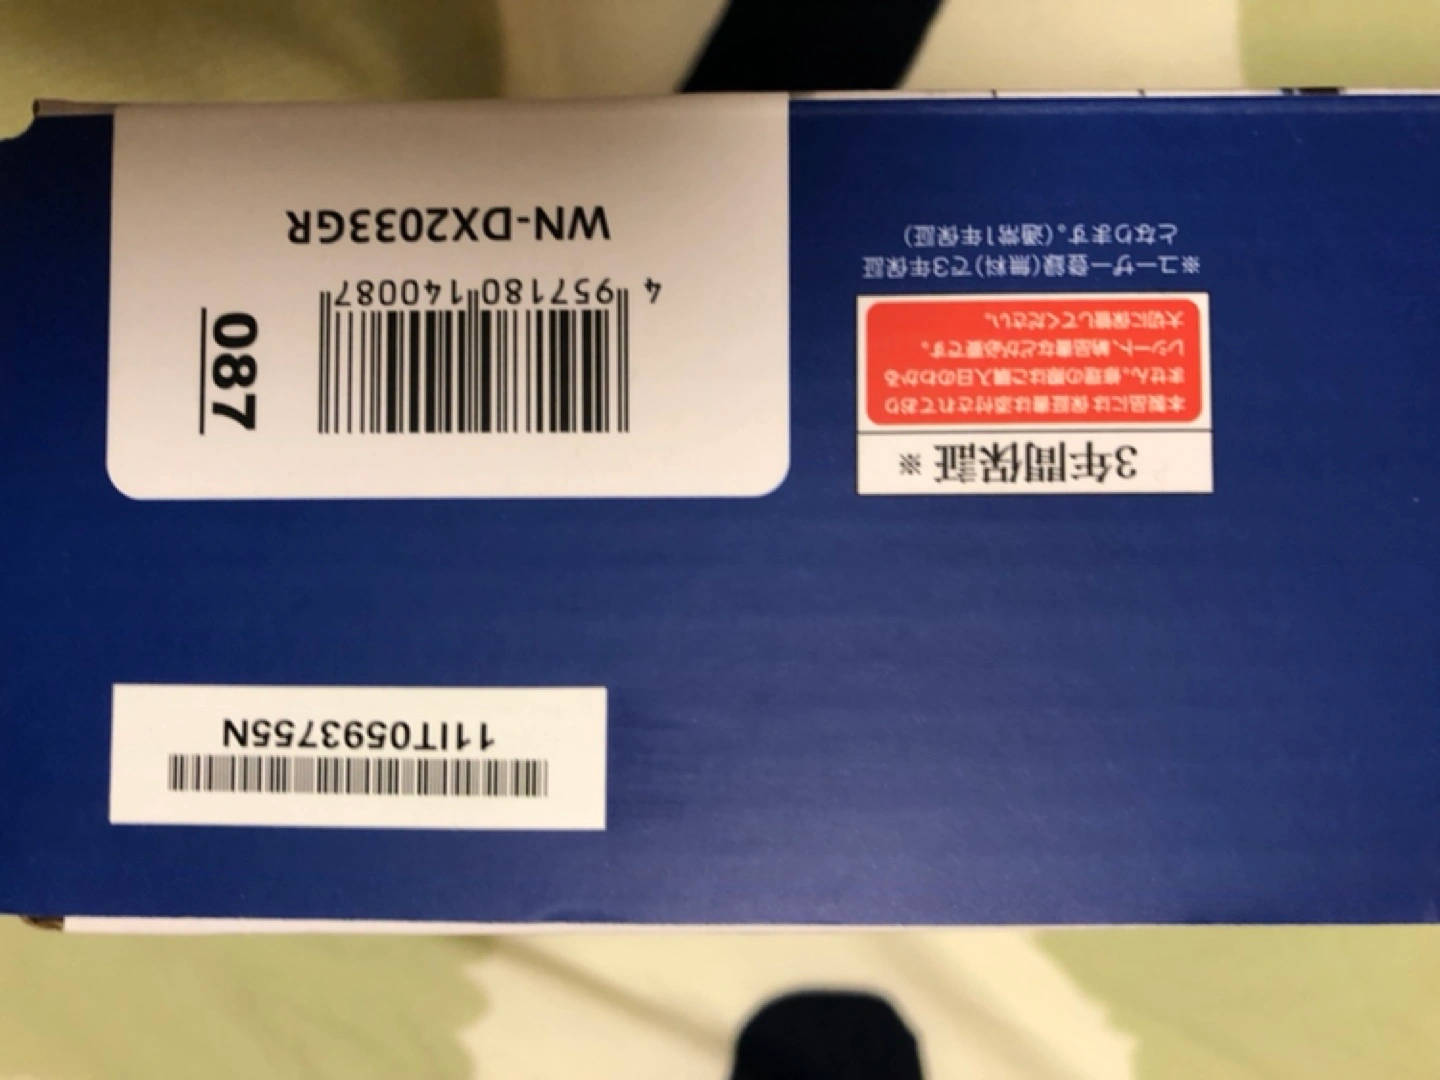 11IT0593755N
3年間保証 ※
本製品には保証書は添付されており
ません。修理の際はご購入日のわかる
レシート、納品書などが必要です。
大切に保管してください。
※ユーザー登録(無料)で3年保証
となります。(通常1年保証)
087
4 957180 140087
WN-DX2033GR